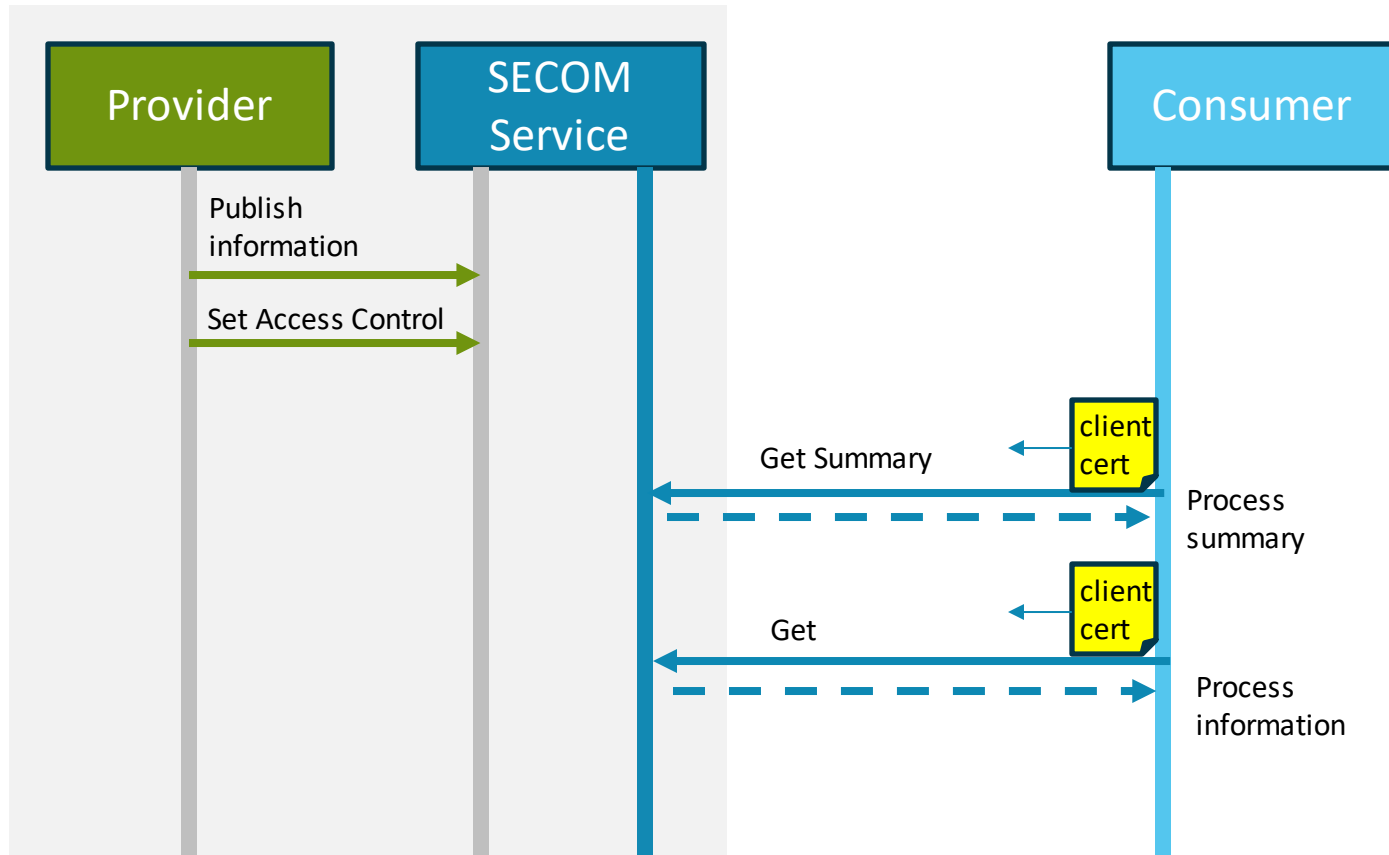 Provider
SECOM
Service
Consumer
Publish
information
Set Access Control
client
cert
Get Summary
Process
summary
client
cert
Get
Process
information